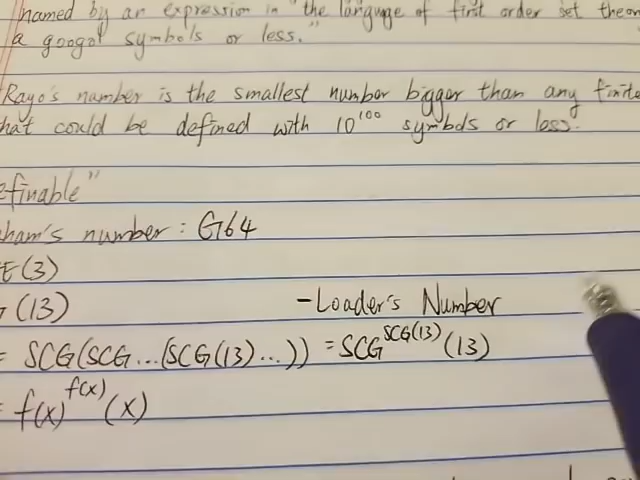 named by an expression in "the language of first order set theor
a googol symbols or less."
Rayo's number is the smallest number bigger than any finite
hat could be defined with 10^100 symbols or less.
efinable"
ham's number: G64
E(3)
(13)
-Loader's Number
= SCG(SCG...(SCG(13)...)) = SCG^SCG(13) (13)
= f(x)^f(x) (x)